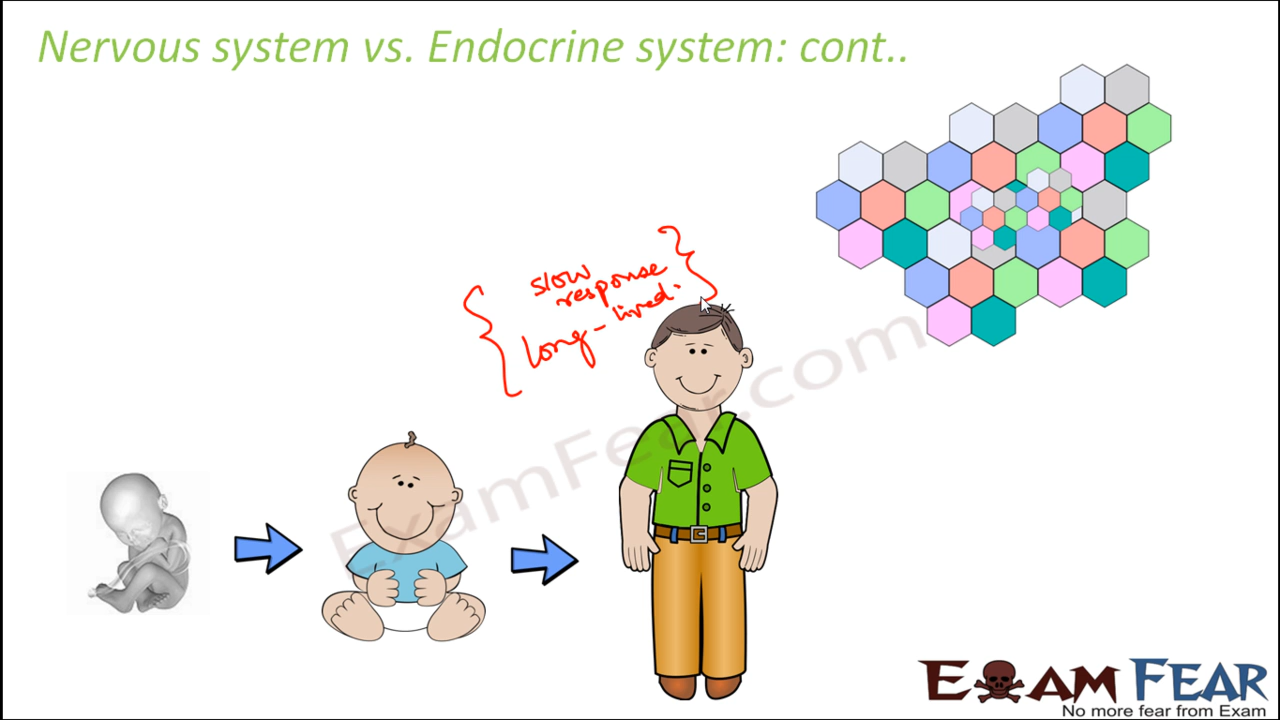 Nervous system vs. Endocrine system: cont..
slow
response
long-lived.
ExamFear.com
EXAM FEAR
No more fear from Exam